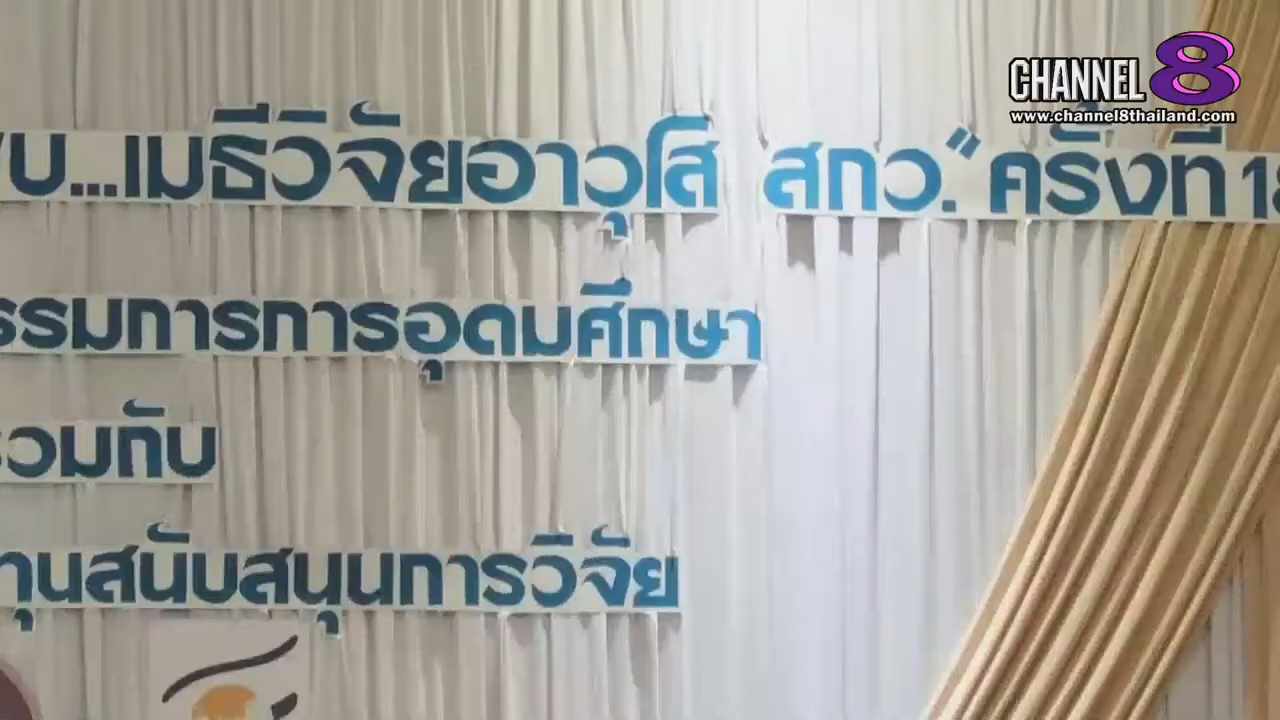 CHANNEL 8
www.channel8thailand.com
บ...เมธีวิจัยอาวุโส สกว." ครั้งที่
รรมการการอุดมศึกษา
วมกับ
ทุนสนับสนุนการวิจัย